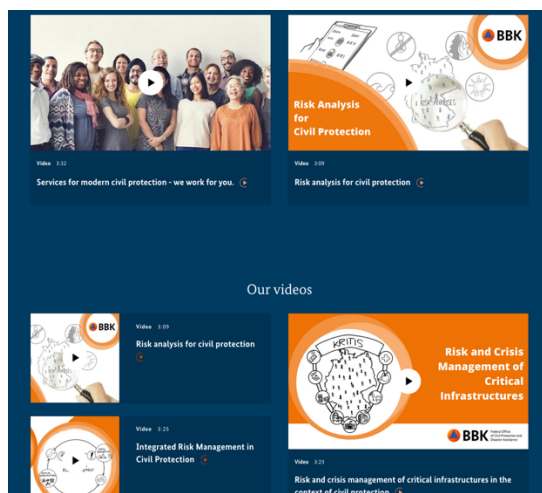 BBK
Risk Analysis
for
Civil Protection
RISK ANALYSIS
Video 3:32
Services for modern civil protection - we work for you.
Video 3:09
Risk analysis for civil protection
Our videos
BBK
Video 3:09
Risk analysis for civil protection
KRITIS
Risk and Crisis
Management of
Critical
Infrastructures
BBK Federal Office
of Civil Protection and
Disaster Assistance
Video 3:25
Integrated Risk Management in
Civil Protection
Video 3:23
Risk and crisis management of critical infrastructures in the
context of civil protection